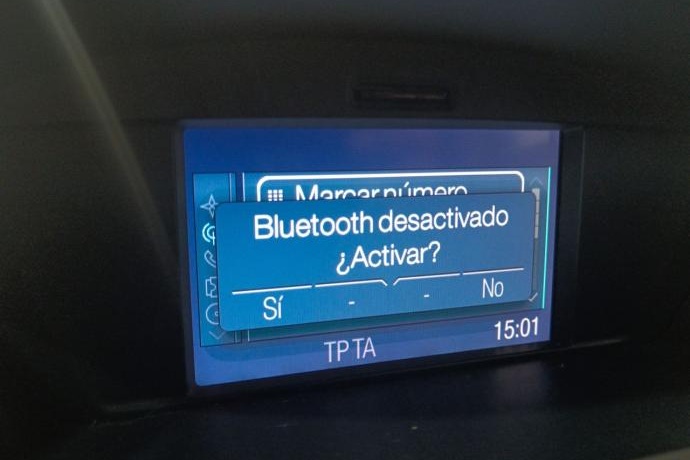 Marcar número
Bluetooth desactivado
¿Activar?
Sí - - No
TP TA 15:01